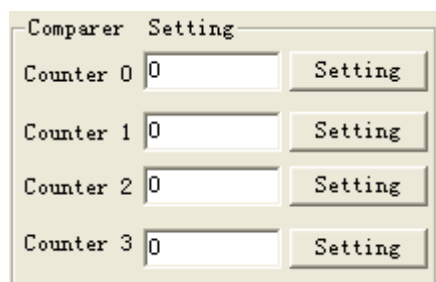 Comparer Setting
Counter 0 0 Setting
Counter 1 0 Setting
Counter 2 0 Setting
Counter 3 0 Setting